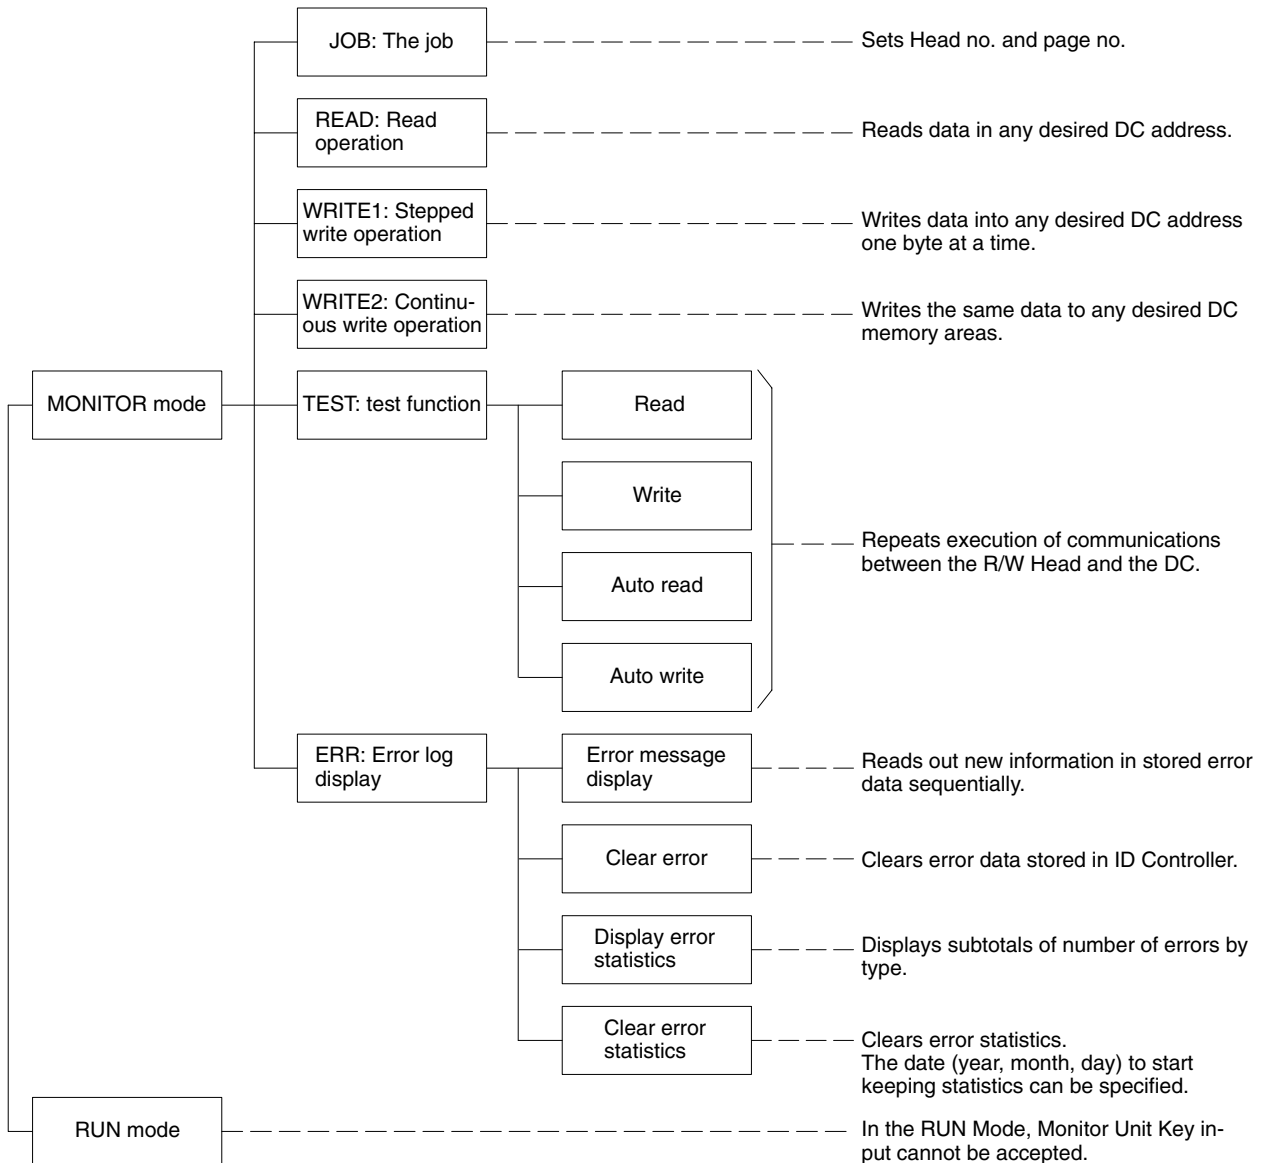 JOB: The job
Sets Head no. and page no.
READ: Read
operation
Reads data in any desired DC address.
WRITE1: Stepped
write operation
Writes data into any desired DC address
one byte at a time.
WRITE2: Continu-
ous write operation
Writes the same data to any desired DC
memory areas.
MONITOR mode
TEST: test function
Read
Write
Auto read
Auto write
Repeats execution of communications
between the R/W Head and the DC.
ERR: Error log
display
Error message
display
Reads out new information in stored error
data sequentially.
Clear error
Clears error data stored in ID Controller.
Display error
statistics
Displays subtotals of number of errors by
type.
Clear error
statistics
Clears error statistics.
The date (year, month, day) to start
keeping statistics can be specified.
RUN mode
In the RUN Mode, Monitor Unit Key in-
put cannot be accepted.